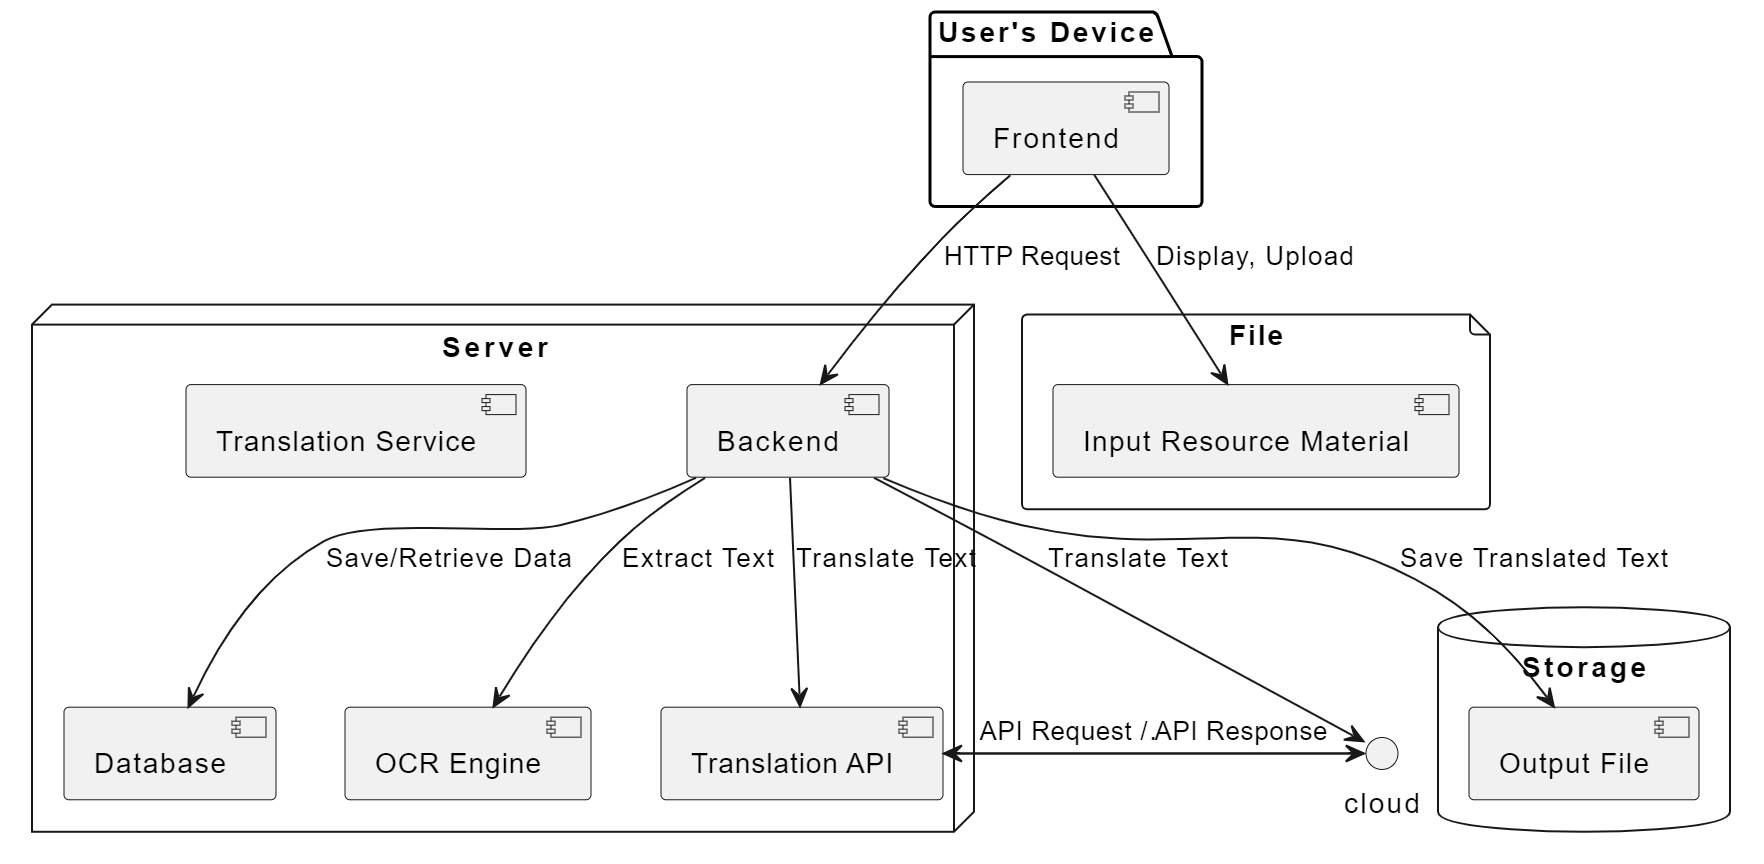 User's Device
Frontend
HTTP Request
Display, Upload
Server
File
Translation Service
Backend
Input Resource Material
Save/Retrieve Data
Extract Text
Translate Text
Translate Text
Save Translated Text
Storage
API Request /.API Response
Database
OCR Engine
Translation API
Output File
cloud